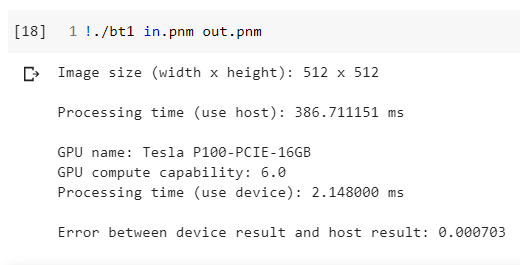 [18] 1 !./bt1 in.pnm out.pnm
Image size (width x height): 512 x 512
Processing time (use host): 386.711151 ms
GPU name: Tesla P100-PCIE-16GB
GPU compute capability: 6.0
Processing time (use device): 2.148000 ms
Error between device result and host result: 0.000703